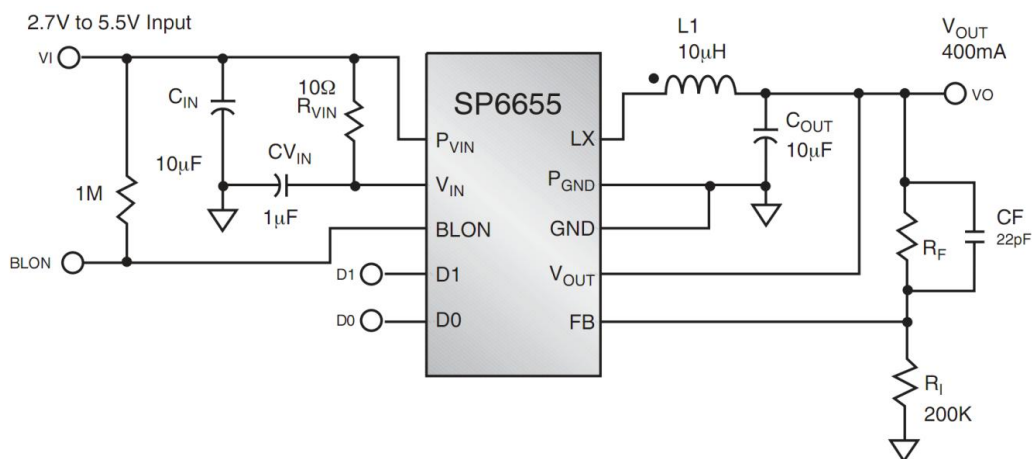 2.7V to 5.5V Input
VI
CIN
10μF
10Ω
RVIN
CVIN
1μF
1M
BLON
D1
D0
SP6655
PVIN
VIN
BLON
D1
D0
LX
PGND
GND
VOUT
FB
L1
10μH
VOUT
400mA
VO
COUT
10μF
CF
22pF
RF
RI
200K